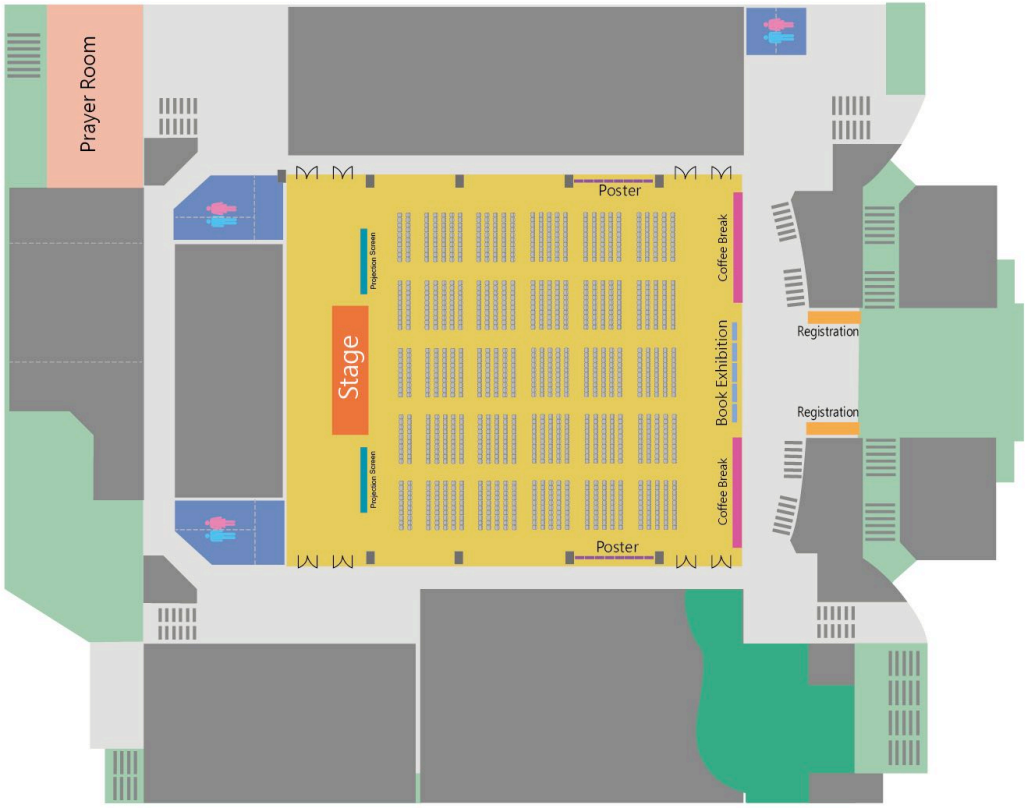 Prayer Room
Poster
Projection Screen
Coffee Break
Stage
Registration
Book Exhibition
Registration
Projection Screen
Coffee Break
Poster